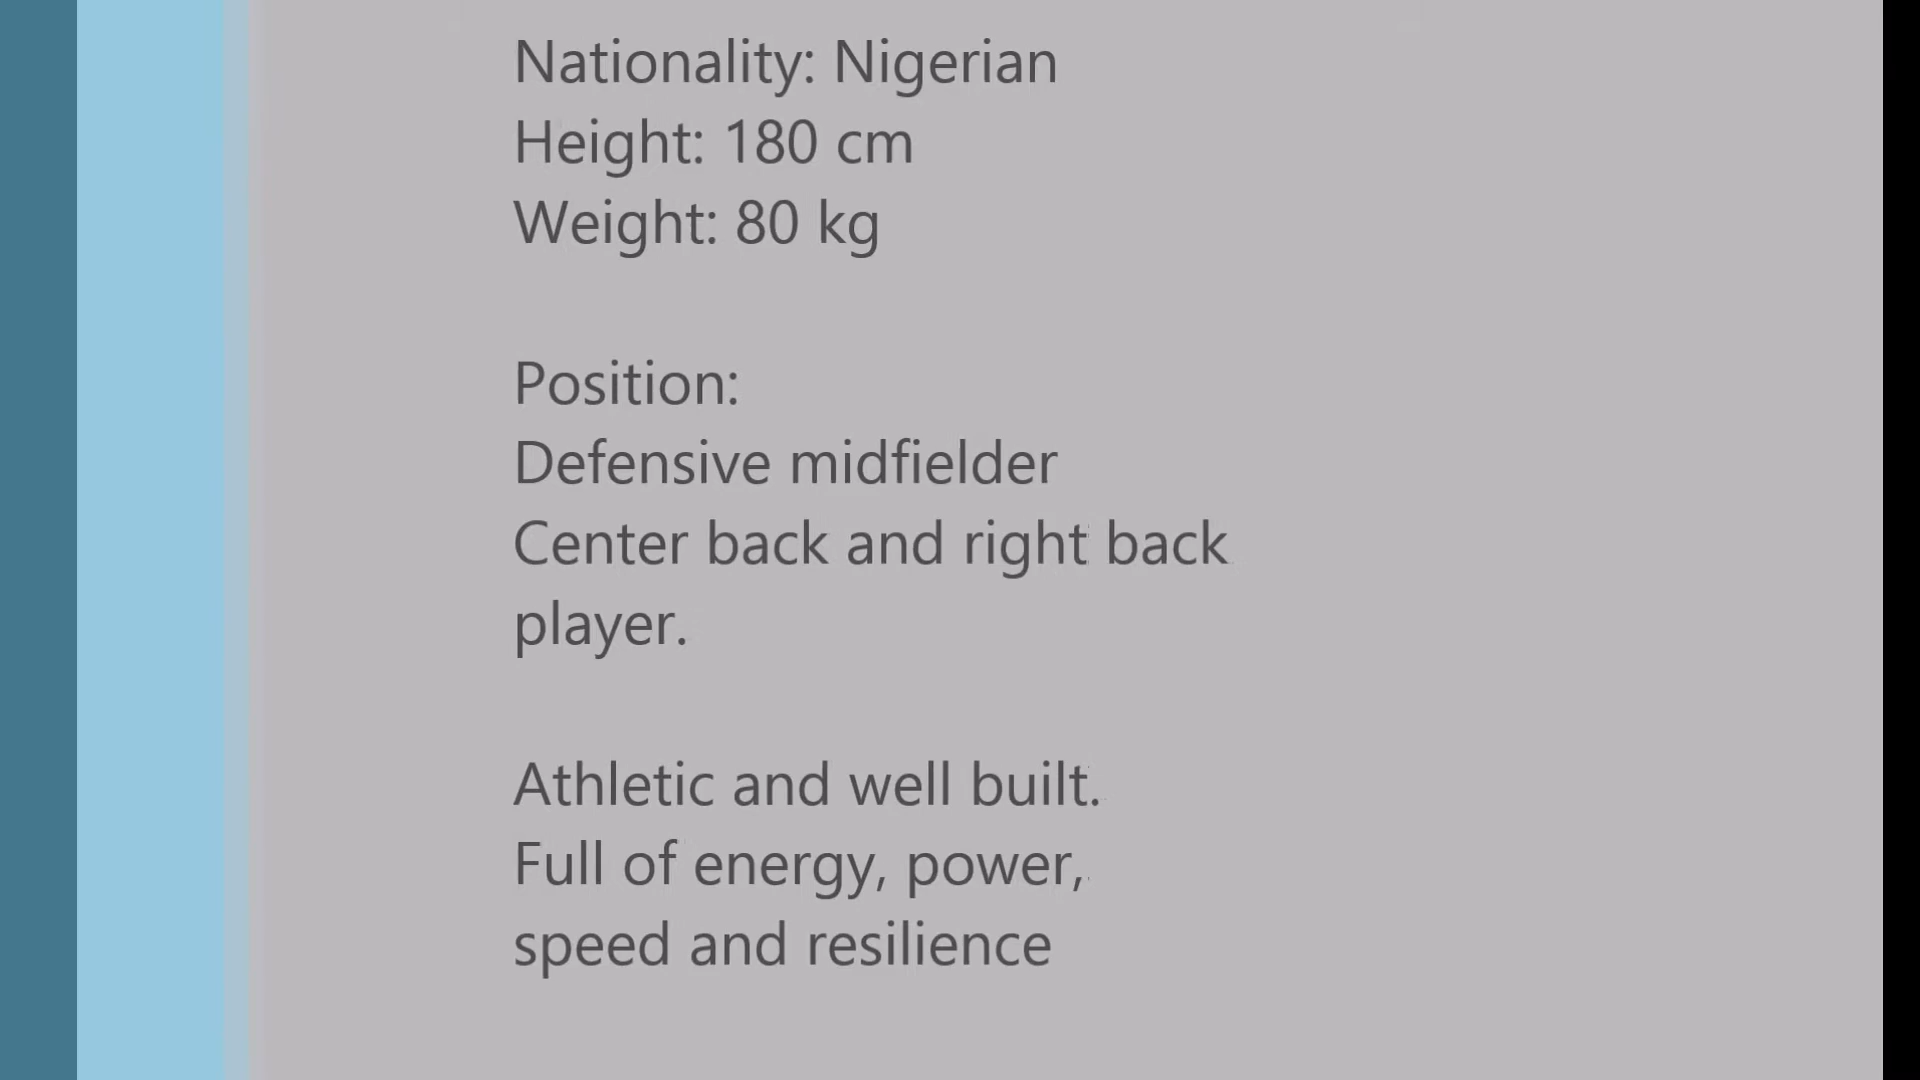 Nationality: Nigerian
Height: 180 cm
Weight: 80 kg
Position:
Defensive midfielder
Center back and right back
player.
Athletic and well built.
Full of energy, power,
speed and resilience